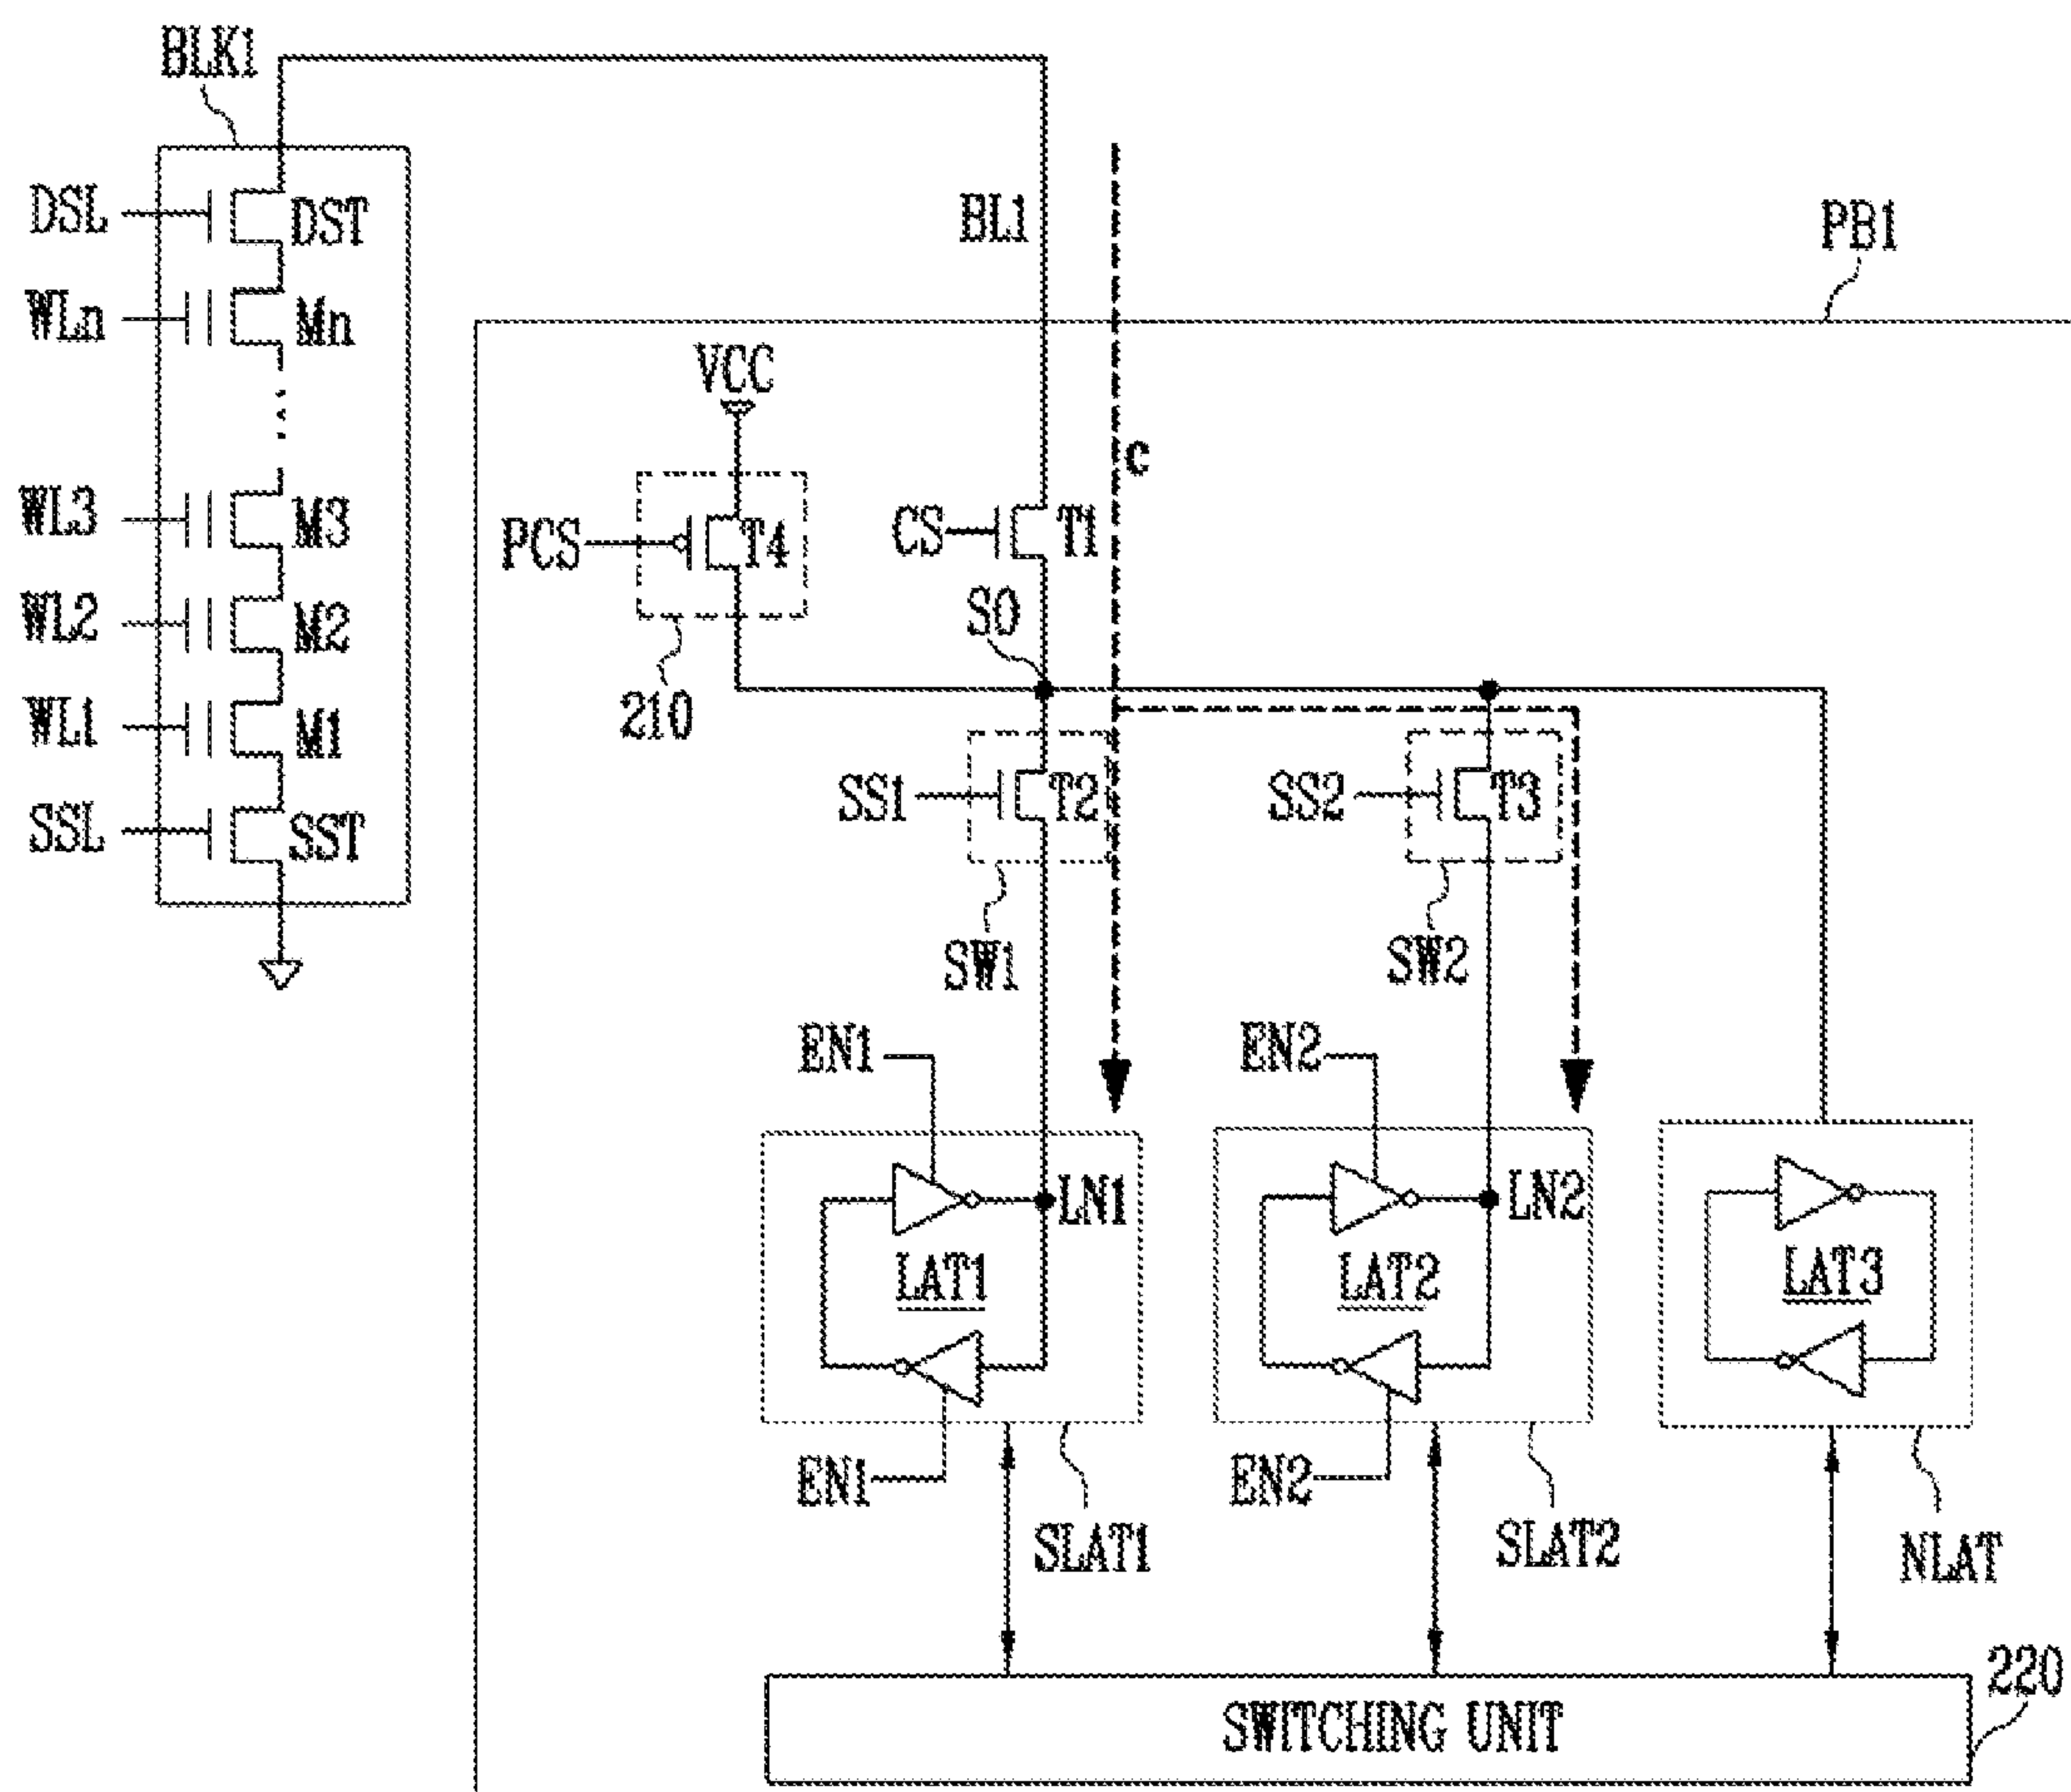 BLK1
DSL
DST
BL1
PB1
WLn
Mn
VCC
C
WL3
M3
PCS
T4
CS
T1
SO
WL2
M2
210
WL1
M1
SS1
T2
SS2
T3
SSL
SST
SW1
SW2
EN1
EN2
LN1
LN2
LAT1
LAT2
LAT3
EN1
EN2
SLAT1
SLAT2
NLAT
220
SWITCHING UNIT